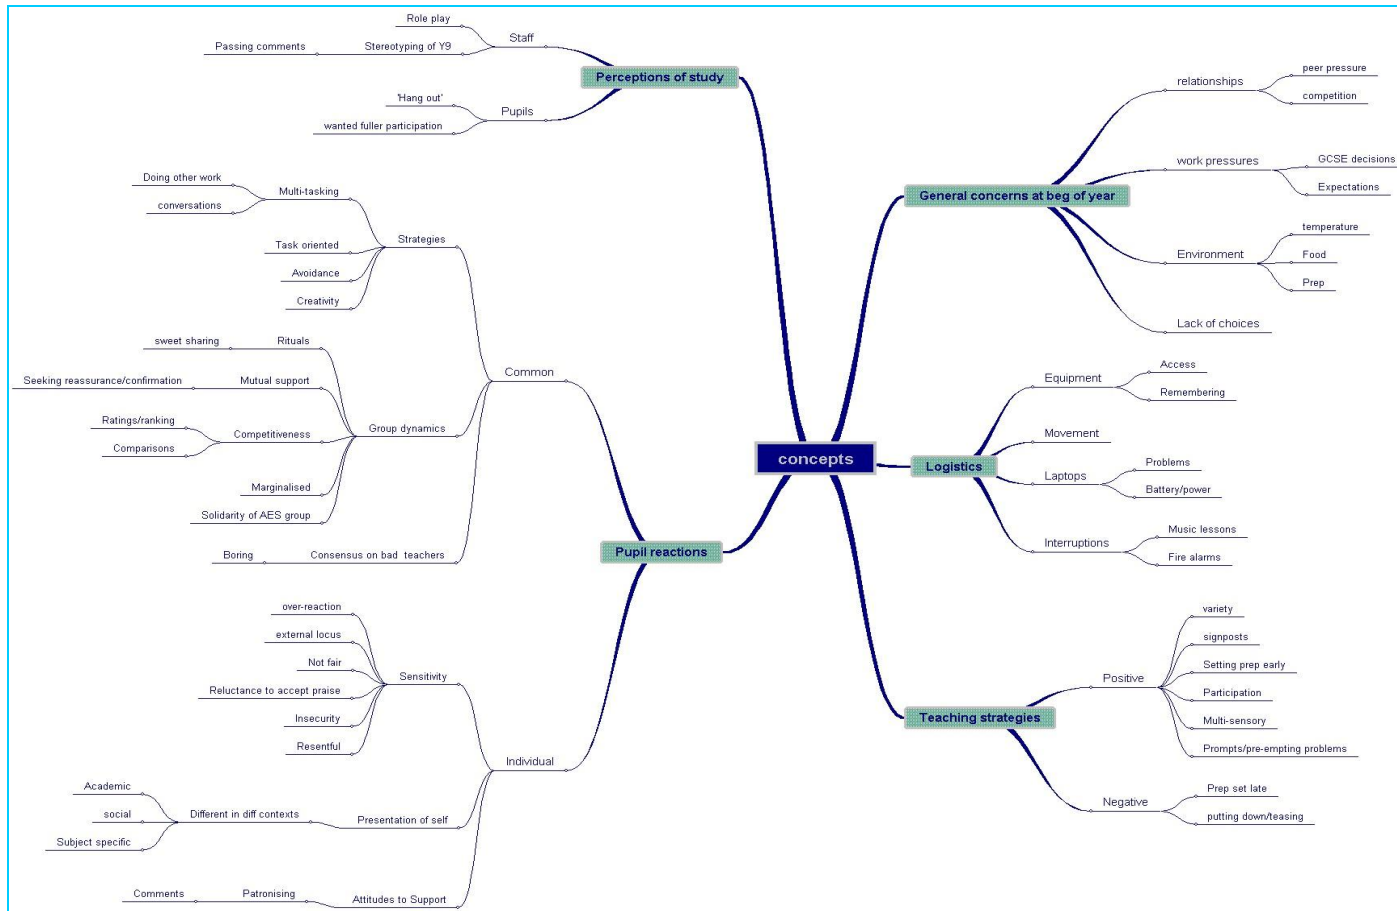 concepts
Perceptions of study
Staff
Role play
Stereotyping of Y9
Passing comments
Pupils
'Hang out'
wanted fuller participation
General concerns at beg of year
relationships
peer pressure
competition
work pressures
GCSE decisions
Expectations
Environment
temperature
Food
Prep
Lack of choices
Logistics
Equipment
Access
Remembering
Movement
Laptops
Problems
Battery/power
Interruptions
Music lessons
Fire alarms
Teaching strategies
Positive
variety
signposts
Setting prep early
Participation
Multi-sensory
Prompts/pre-empting problems
Negative
Prep set late
putting down/teasing
Pupil reactions
Common
Strategies
Multi-tasking
Doing other work
conversations
Task oriented
Avoidance
Creativity
Group dynamics
Rituals
sweet sharing
Mutual support
Seeking reassurance/confirmation
Competitiveness
Ratings/ranking
Comparisons
Marginalised
Solidarity of AES group
Consensus on bad teachers
Boring
Individual
Sensitivity
over-reaction
external locus
Not fair
Reluctance to accept praise
Insecurity
Resentful
Presentation of self
Different in diff contexts
Academic
social
Subject specific
Attitudes to Support
Patronising
Comments